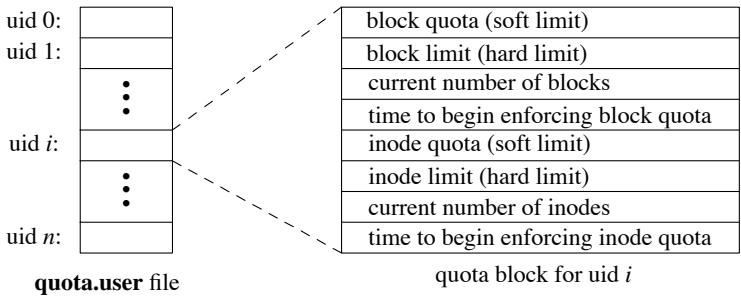 uid 0:
uid 1:
uid i:
uid n:
quota.user file
block quota (soft limit)
block limit (hard limit)
current number of blocks
time to begin enforcing block quota
inode quota (soft limit)
inode limit (hard limit)
current number of inodes
time to begin enforcing inode quota
quota block for uid i